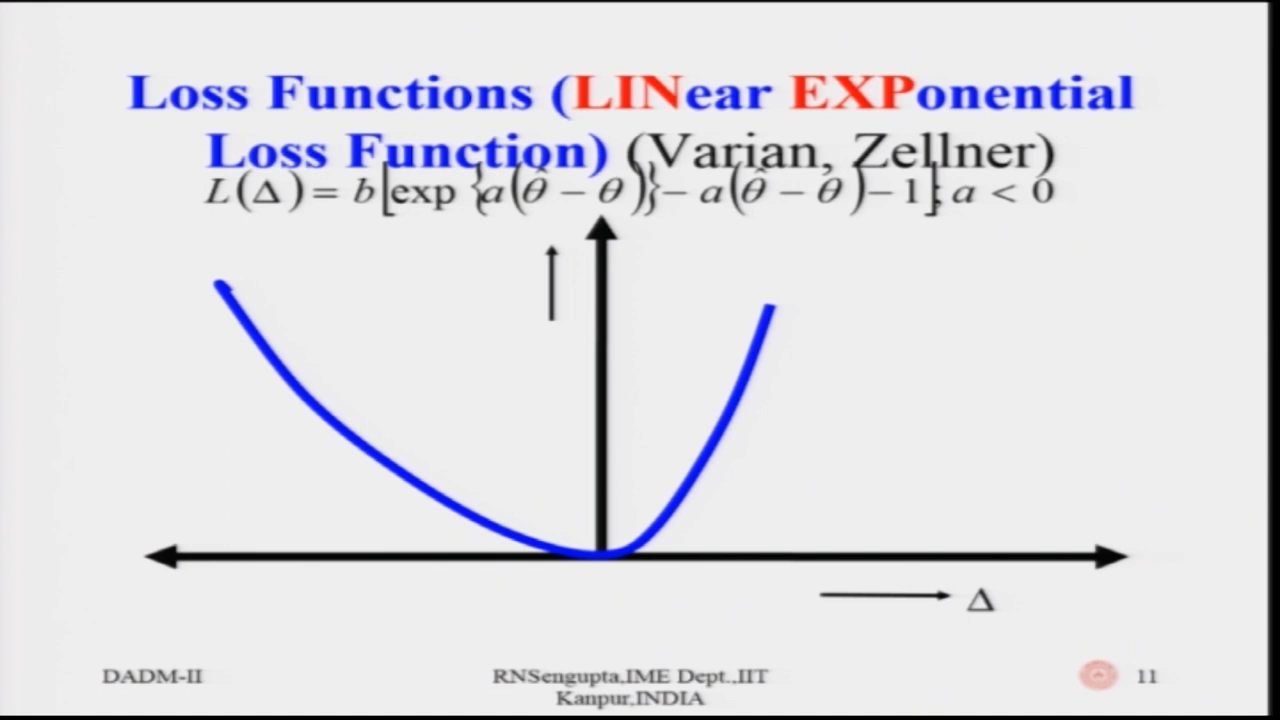 Loss Functions (LINear EXPonential
Loss Function) (Varian, Zellner)
L(Δ) = b[exp {a(θ̂ − θ)} − a(θ̂ − θ) − 1]; a < 0
Δ
DADM-II
RNSengupta,IME Dept.,IIT
Kanpur,INDIA
11